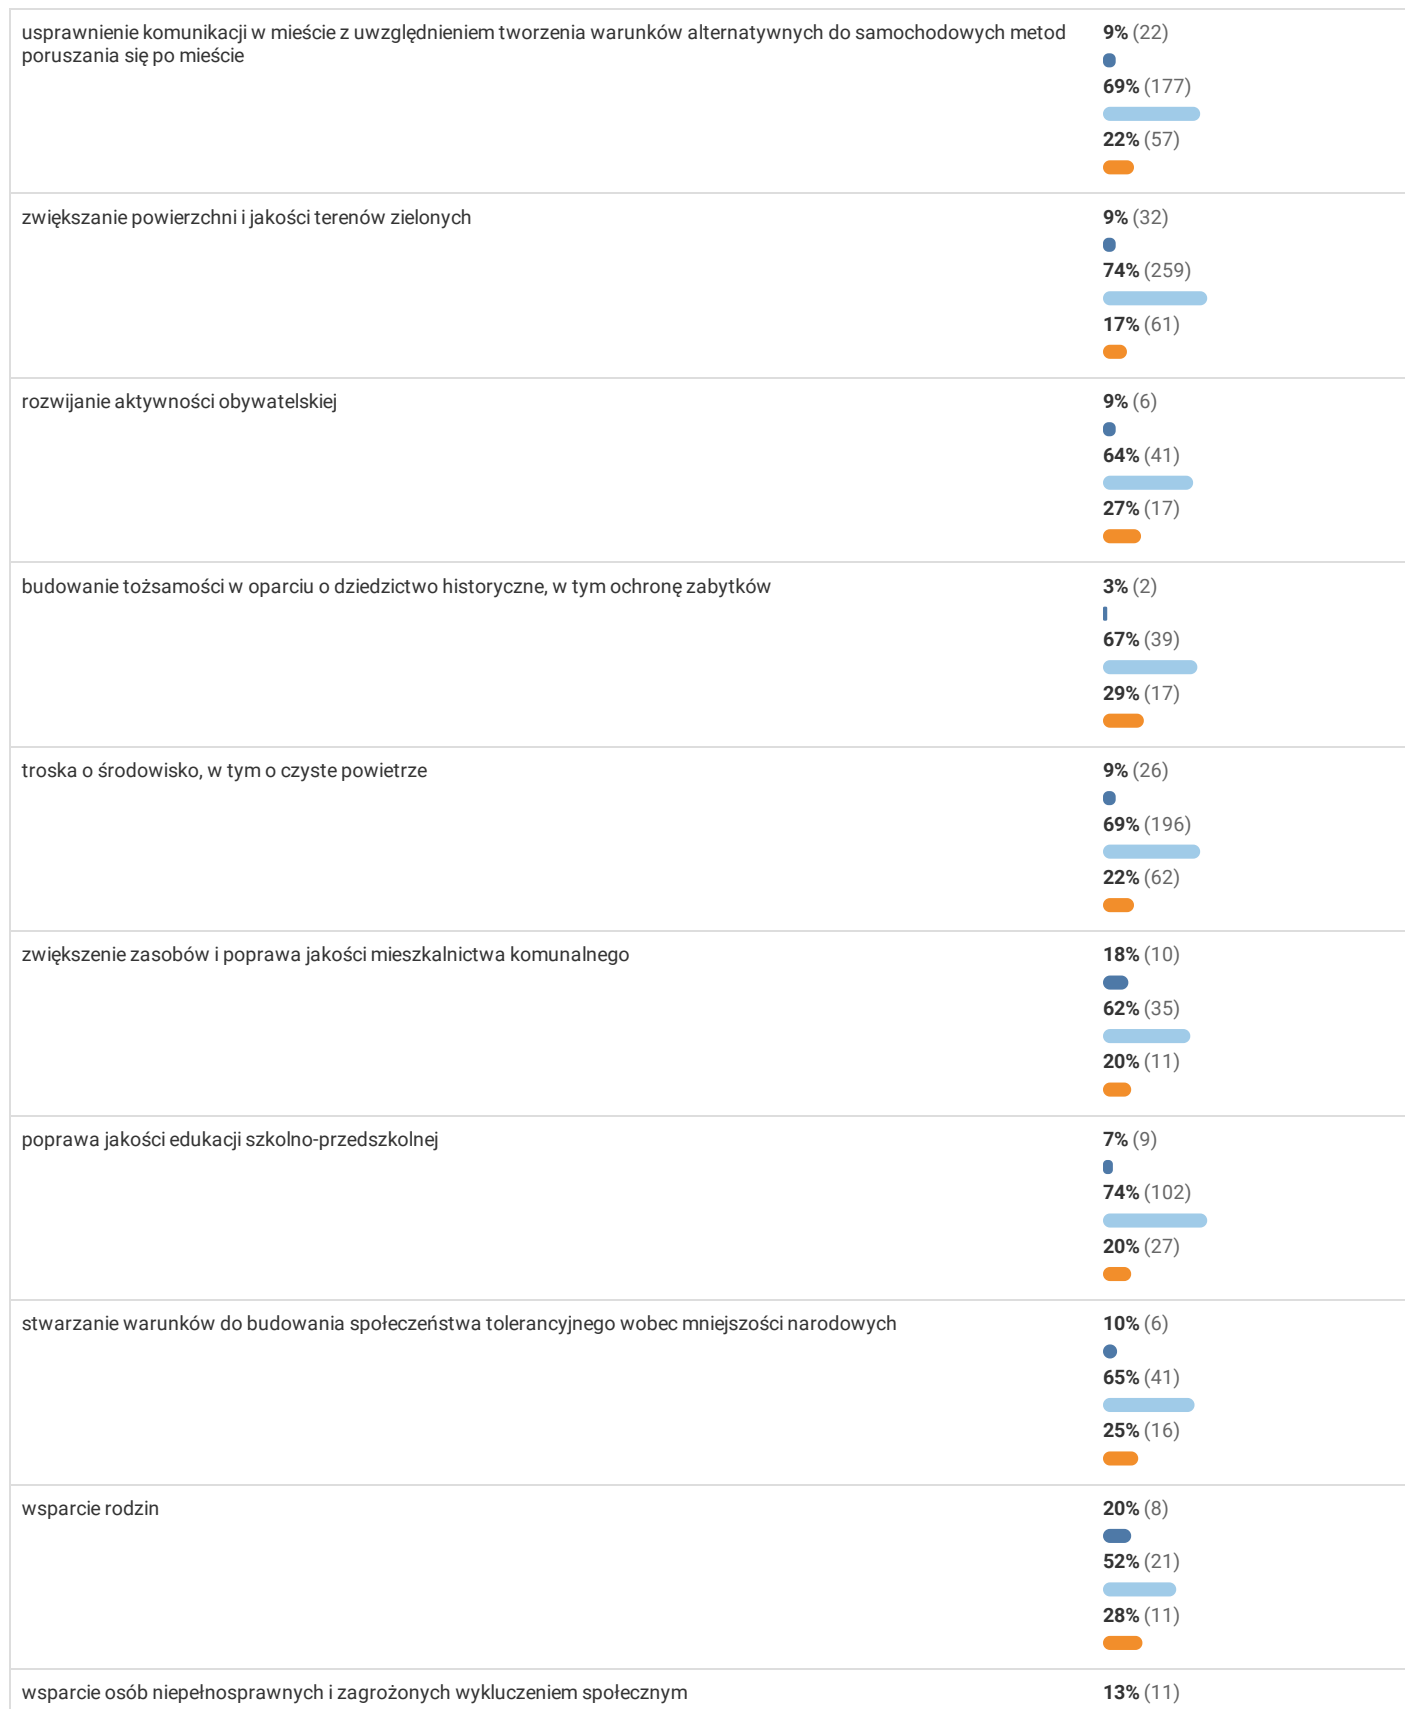 usprawnienie komunikacji w mieście z uwzględnieniem tworzenia warunków alternatywnych do samochodowych metod
poruszania się po mieście
9% (22)
69% (177)
22% (57)
zwiększanie powierzchni i jakości terenów zielonych
9% (32)
74% (259)
17% (61)
rozwijanie aktywności obywatelskiej
9% (6)
64% (41)
27% (17)
budowanie tożsamości w oparciu o dziedzictwo historyczne, w tym ochronę zabytków
3% (2)
67% (39)
29% (17)
troska o środowisko, w tym o czyste powietrze
9% (26)
69% (196)
22% (62)
zwiększenie zasobów i poprawa jakości mieszkalnictwa komunalnego
18% (10)
62% (35)
20% (11)
poprawa jakości edukacji szkolno-przedszkolnej
7% (9)
74% (102)
20% (27)
stwarzanie warunków do budowania społeczeństwa tolerancyjnego wobec mniejszości narodowych
10% (6)
65% (41)
25% (16)
wsparcie rodzin
20% (8)
52% (21)
28% (11)
wsparcie osób niepełnosprawnych i zagrożonych wykluczeniem społecznym
13% (11)